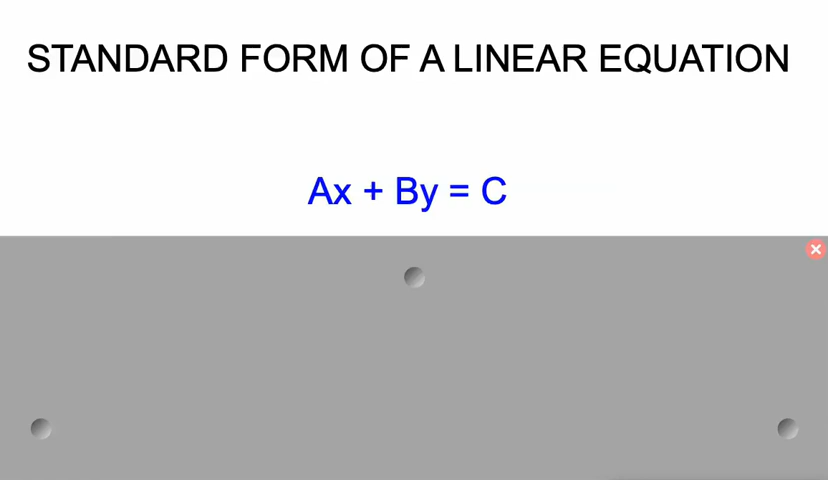 STANDARD FORM OF A LINEAR EQUATION
Ax + By = C